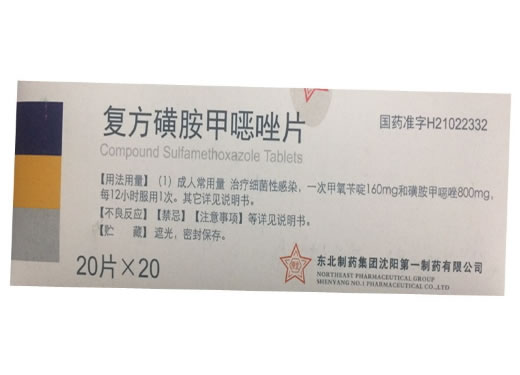 复方磺胺甲噁唑片
国药准字H21022332
Compound Sulfamethoxazole Tablets
【用法用量】（1）成人常用量 治疗细菌性感染，一次甲氧苄啶160mg和磺胺甲噁唑800mg，
每12小时服用1次。其它详见说明书。
【不良反应】【禁忌】【注意事项】等详见说明书。
【贮 藏】遮光，密封保存。
20片×20
东北制药集团沈阳第一制药有限公司
NORTHEAST PHARMACEUTICAL GROUP
SHENYANG NO.1 PHARMACEUTICAL CO.,LTD